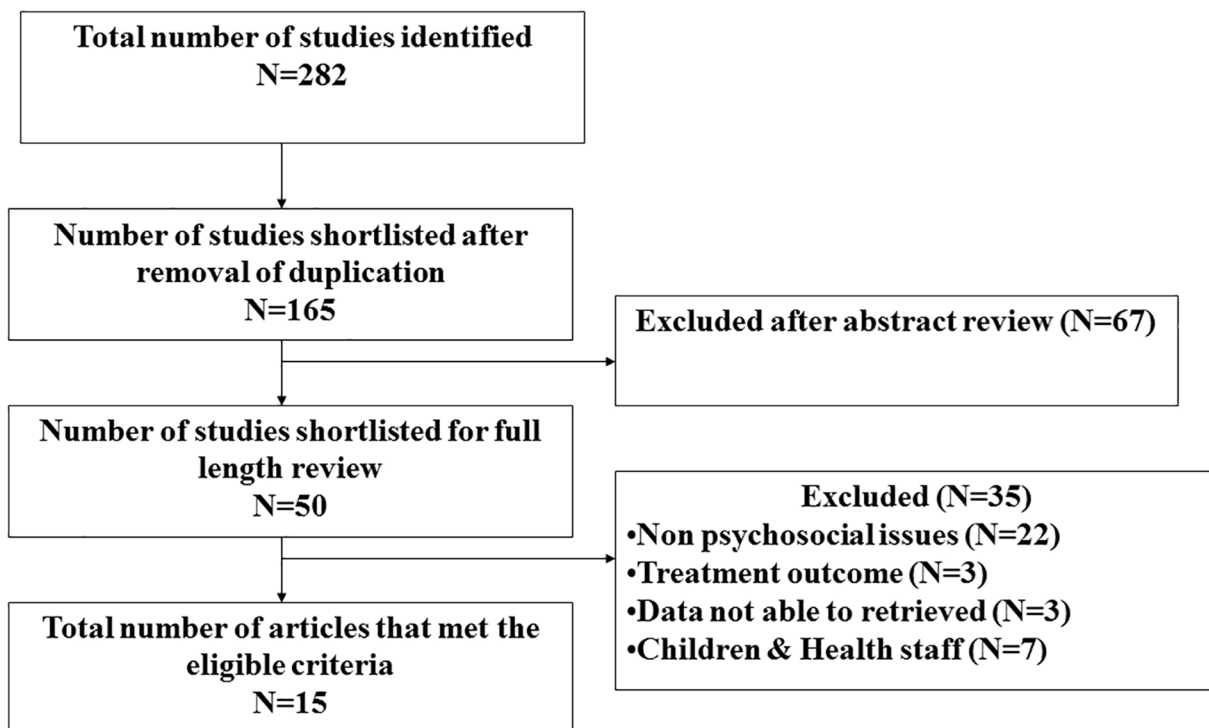 Total number of studies identified
N=282
Number of studies shortlisted after
removal of duplication
N=165
Excluded after abstract review (N=67)
Number of studies shortlisted for full
length review
N=50
Excluded (N=35)
•Non psychosocial issues (N=22)
•Treatment outcome (N=3)
•Data not able to retrieved (N=3)
•Children & Health staff (N=7)
Total number of articles that met the
eligible criteria
N=15